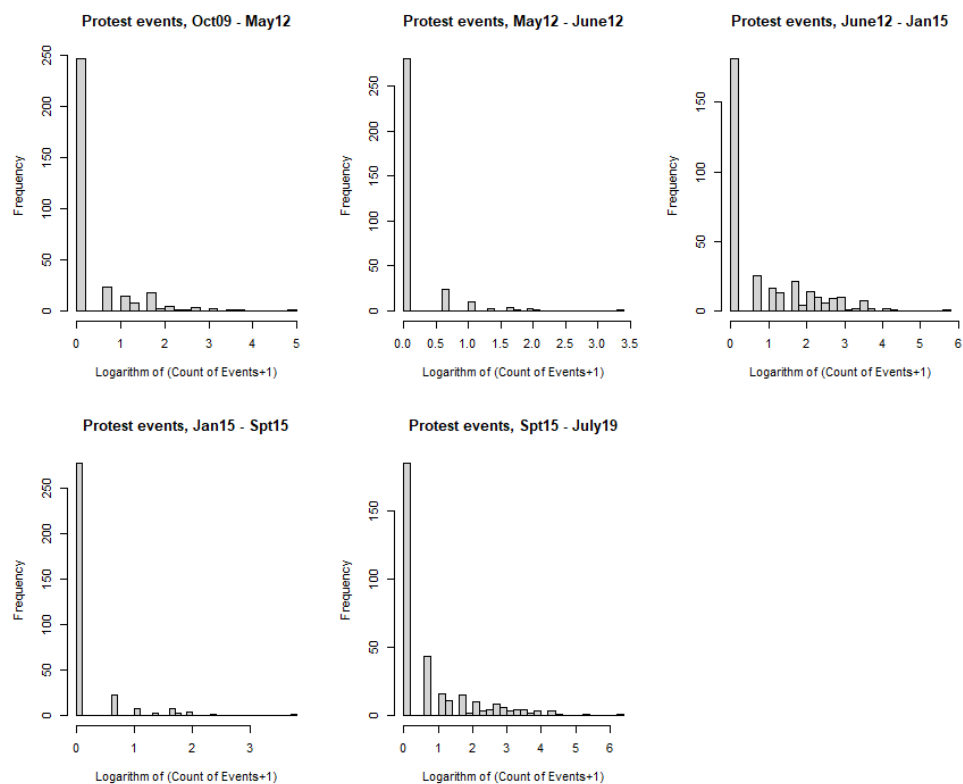 Protest events, Oct09 - May12
Frequency
0 50 100 150 200 250
0 1 2 3 4 5
Logarithm of (Count of Events+1)
Protest events, May12 - June12
Frequency
0 50 100 150 200 250
0.0 0.5 1.0 1.5 2.0 2.5 3.0 3.5
Logarithm of (Count of Events+1)
Protest events, June12 - Jan15
Frequency
0 50 100 150
0 1 2 3 4 5 6
Logarithm of (Count of Events+1)
Protest events, Jan15 - Spt15
Frequency
0 50 100 150 200 250
0 1 2 3
Logarithm of (Count of Events+1)
Protest events, Spt15 - July19
Frequency
0 50 100 150
0 1 2 3 4 5 6
Logarithm of (Count of Events+1)